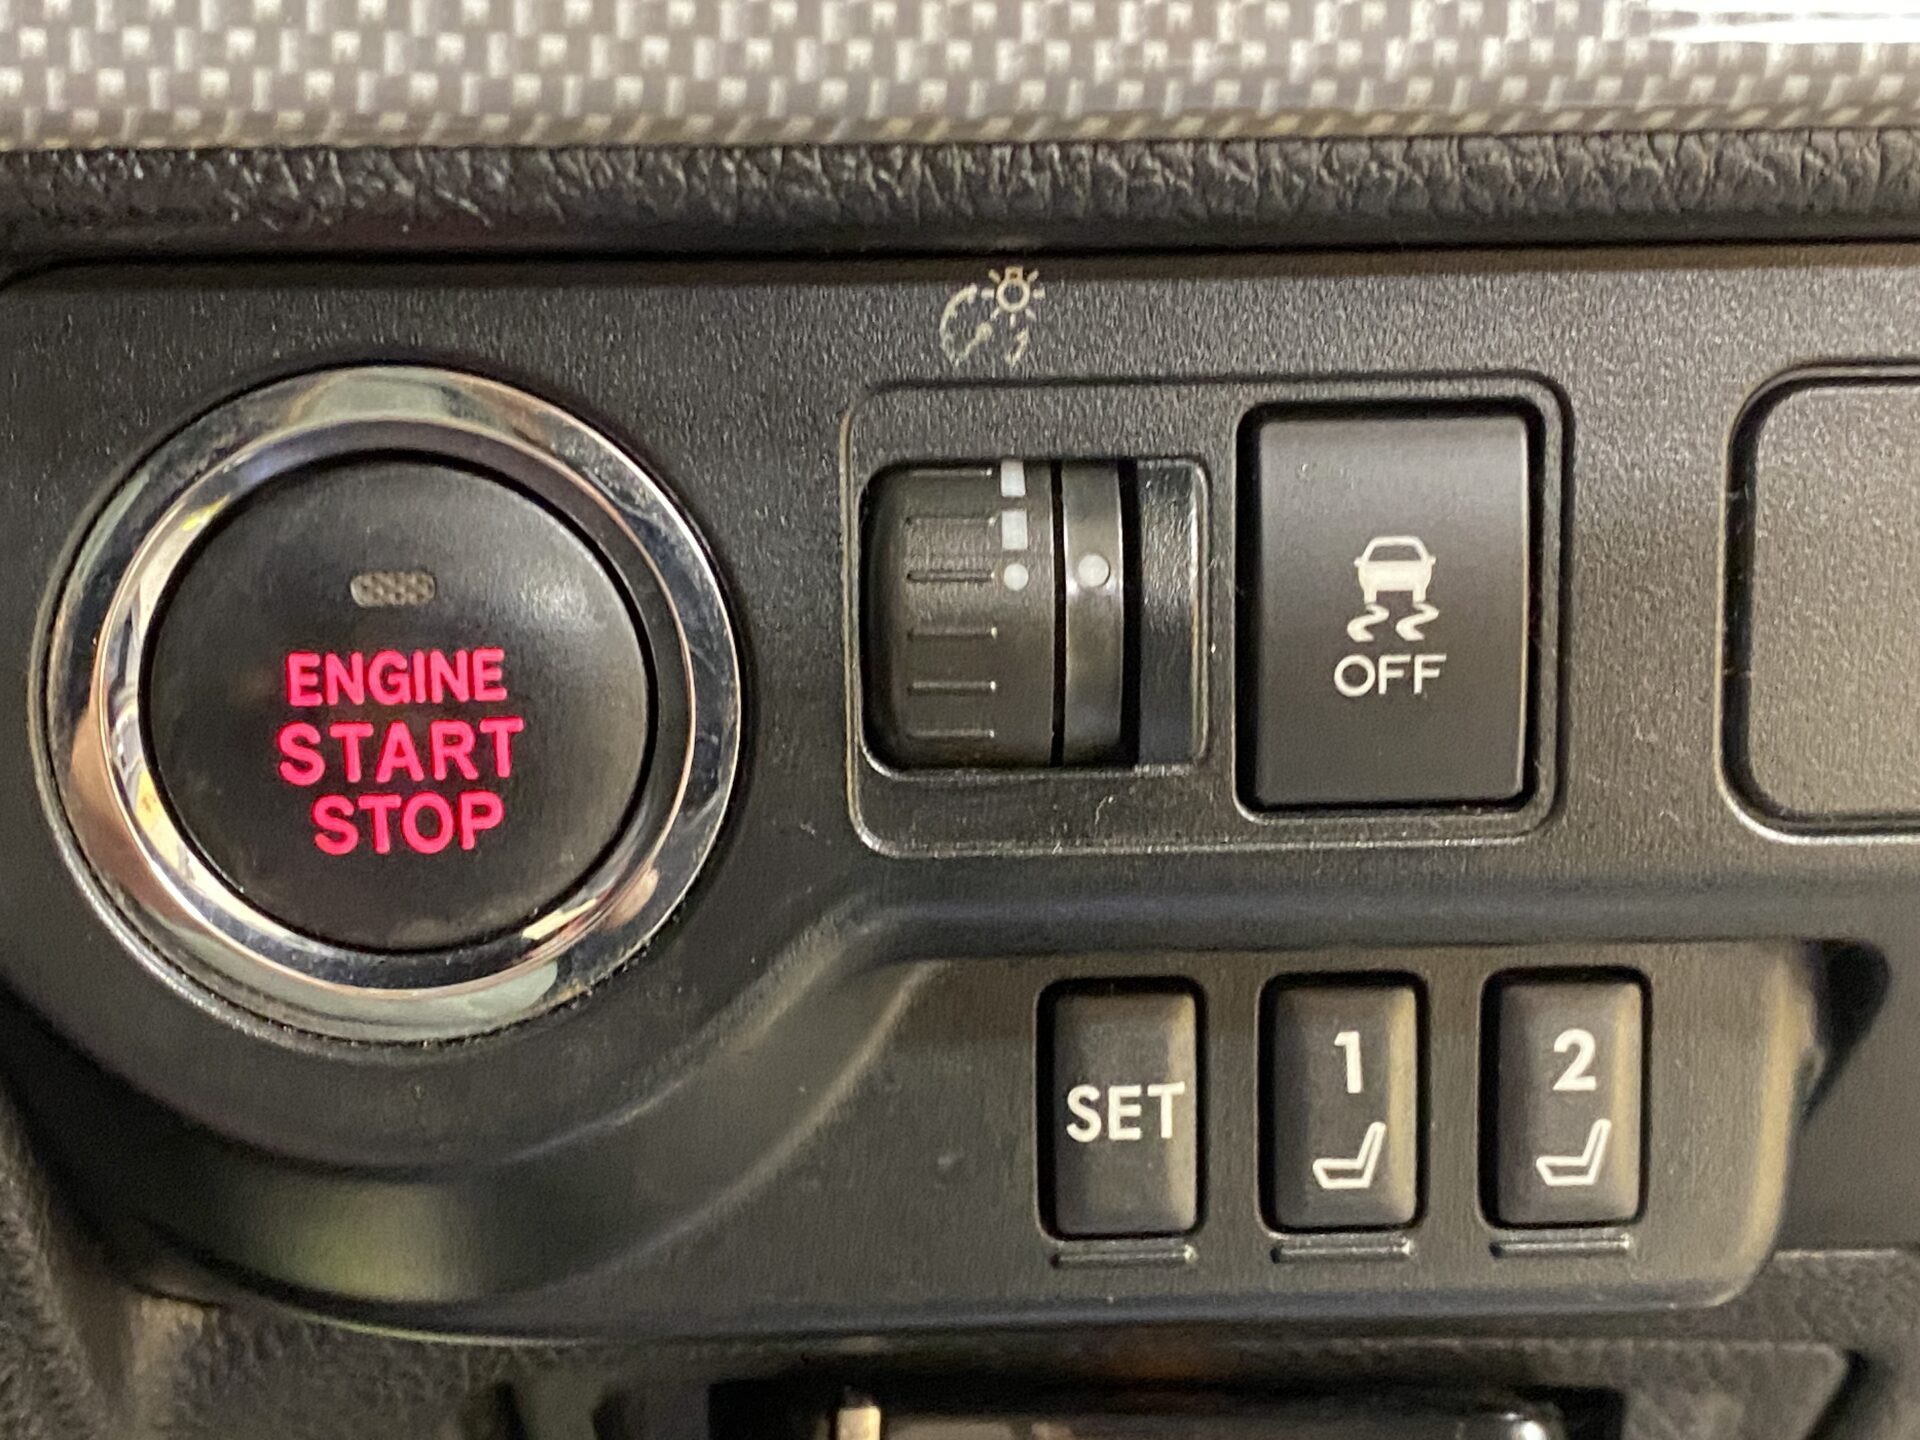 ENGINE
START
STOP
OFF
SET
1
2